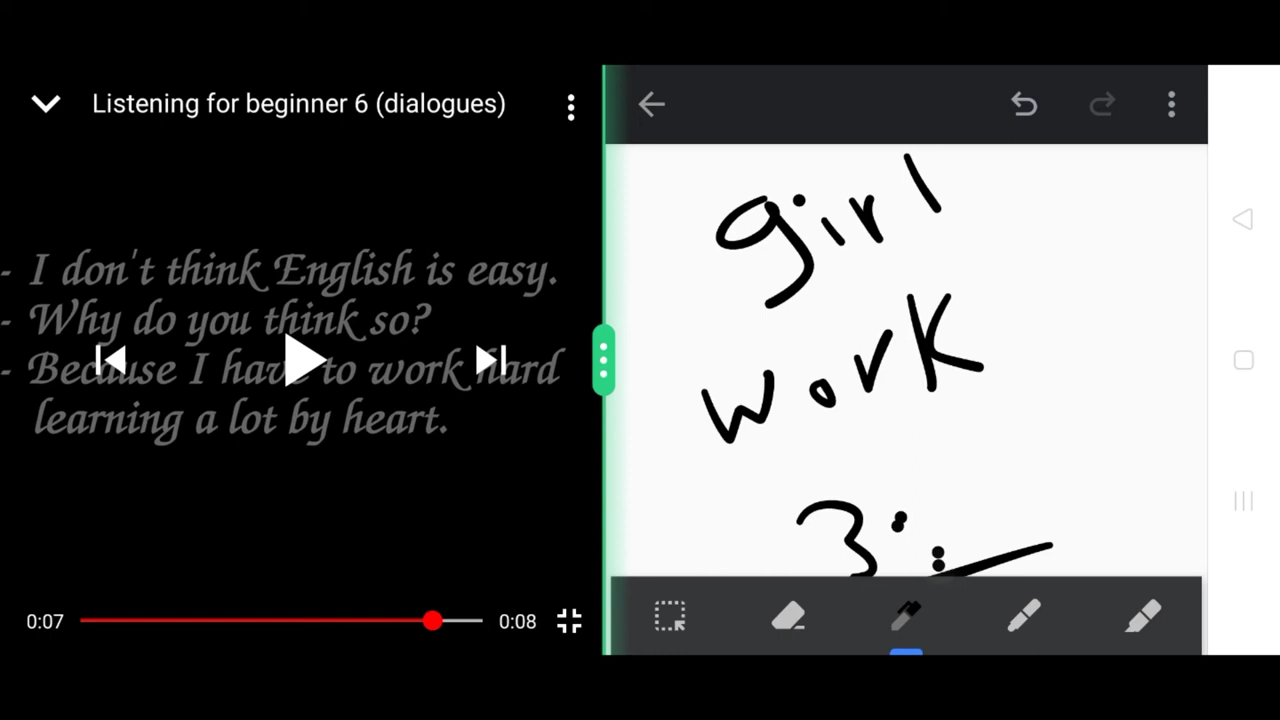 Listening for beginner 6 (dialogues)
- I don't think English is easy.
- Why do you think so?
- Because I have to work hard
learning a lot by heart.
0:07
0:08
girl
work
3: